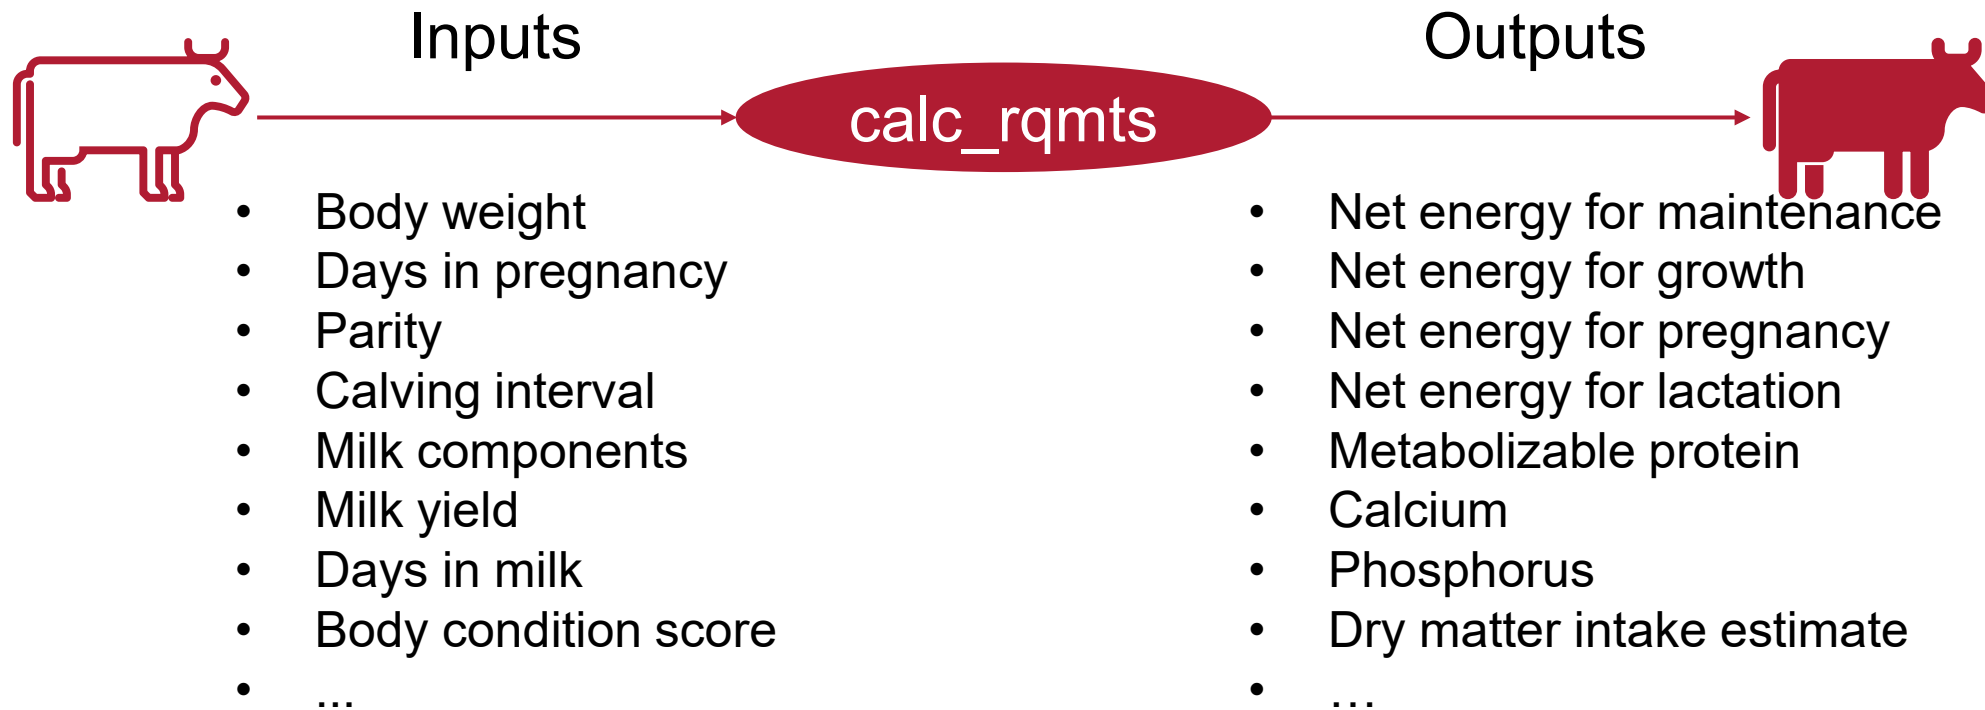 Inputs
Outputs
calc_rqmts
• Body weight
• Days in pregnancy
• Parity
• Calving interval
• Milk components
• Milk yield
• Days in milk
• Body condition score
• ...
• Net energy for maintenance
• Net energy for growth
• Net energy for pregnancy
• Net energy for lactation
• Metabolizable protein
• Calcium
• Phosphorus
• Dry matter intake estimate
• ...